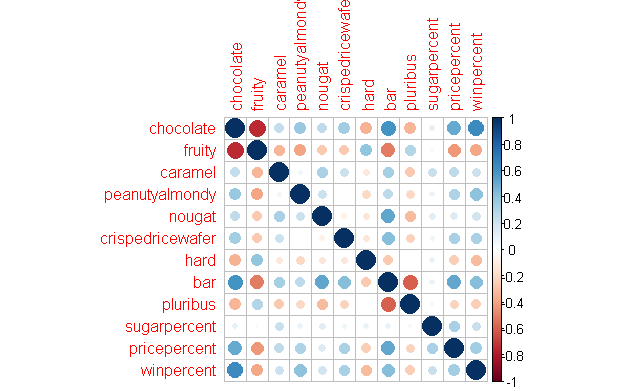 chocolate
fruity
caramel
peanutyalmondy
nougat
crispedricewafer
hard
bar
pluribus
sugarpercent
pricepercent
winpercent
chocolate
fruity
caramel
peanutyalmondy
nougat
crispedricewafer
hard
bar
pluribus
sugarpercent
pricepercent
winpercent
1
0.8
0.6
0.4
0.2
0
-0.2
-0.4
-0.6
-0.8
-1